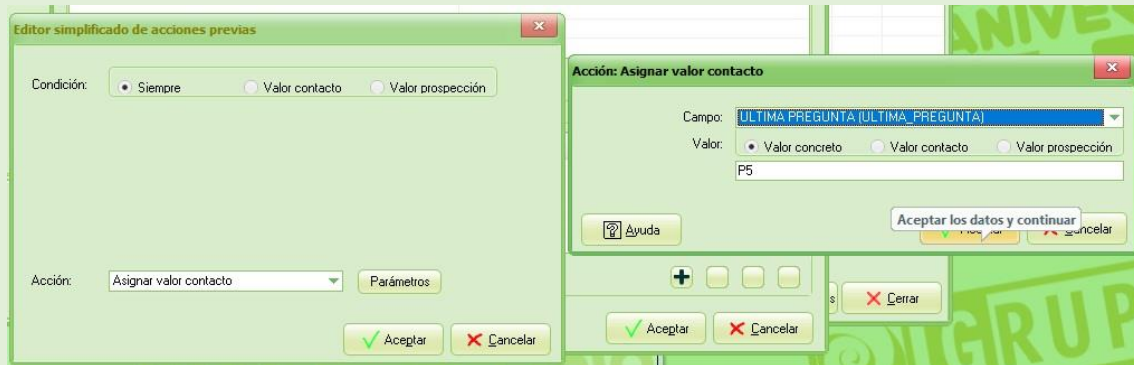 Editor simplificado de acciones previas
Condición: Siempre Valor contacto Valor prospección
Acción: Asignar valor contacto Parámetros
Aceptar Cancelar
Acción: Asignar valor contacto
Campo: ULTIMA PREGUNTA (ULTIMA_PREGUNTA)
Valor: Valor concreto Valor contacto Valor prospección
P5
Ayuda
Aceptar los datos y continuar
Cancelar
s Cerrar
Aceptar Cancelar
ANIVE
GRUP